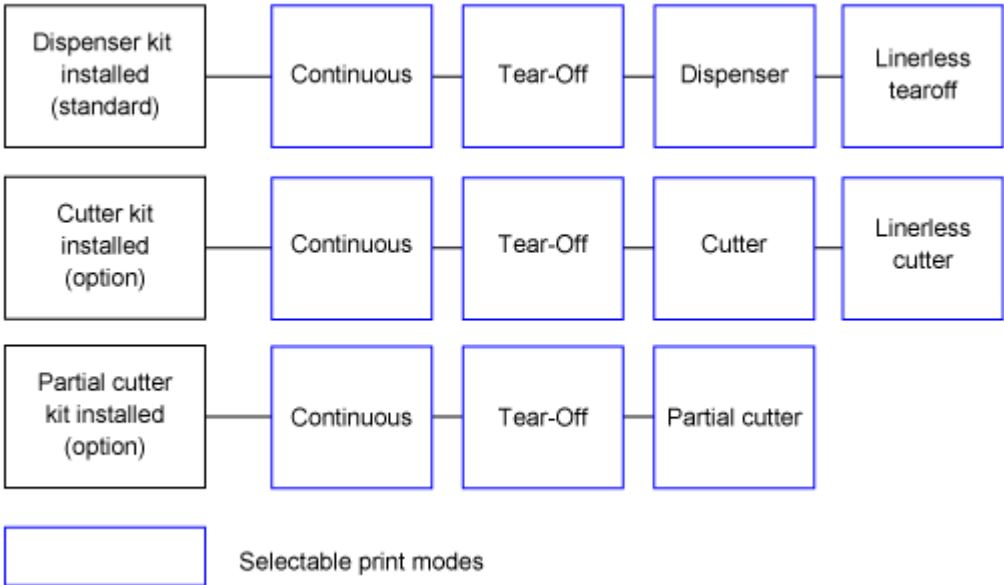 Dispenser kit
installed
(standard)
Continuous
Tear-Off
Dispenser
Linerless
tearoff
Cutter kit
installed
(option)
Continuous
Tear-Off
Cutter
Linerless
cutter
Partial cutter
kit installed
(option)
Continuous
Tear-Off
Partial cutter
Selectable print modes